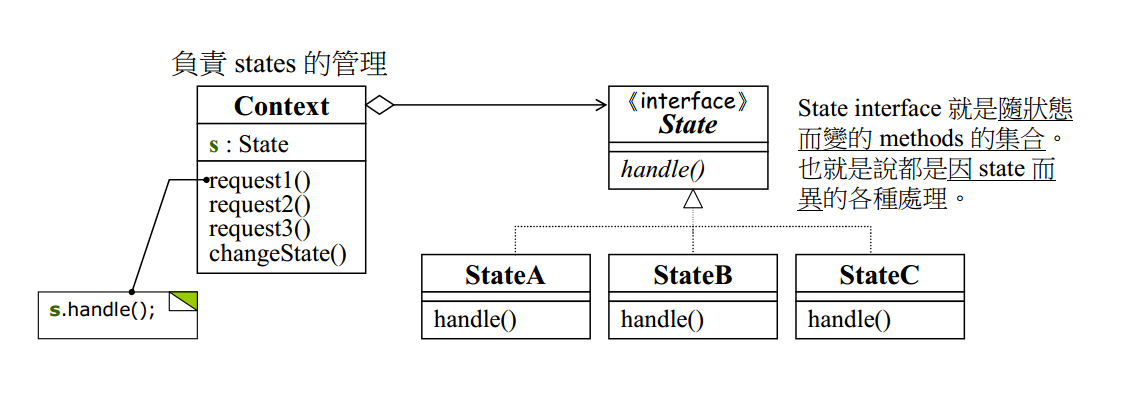 負責 states 的管理
Context
s : State
request1()
request2()
request3()
changeState()
s.handle();
《interface》
State
handle()
State interface 就是隨狀態
而變的 methods 的集合。
也就是說都是因 state 而
異的各種處理。
StateA
handle()
StateB
handle()
StateC
handle()